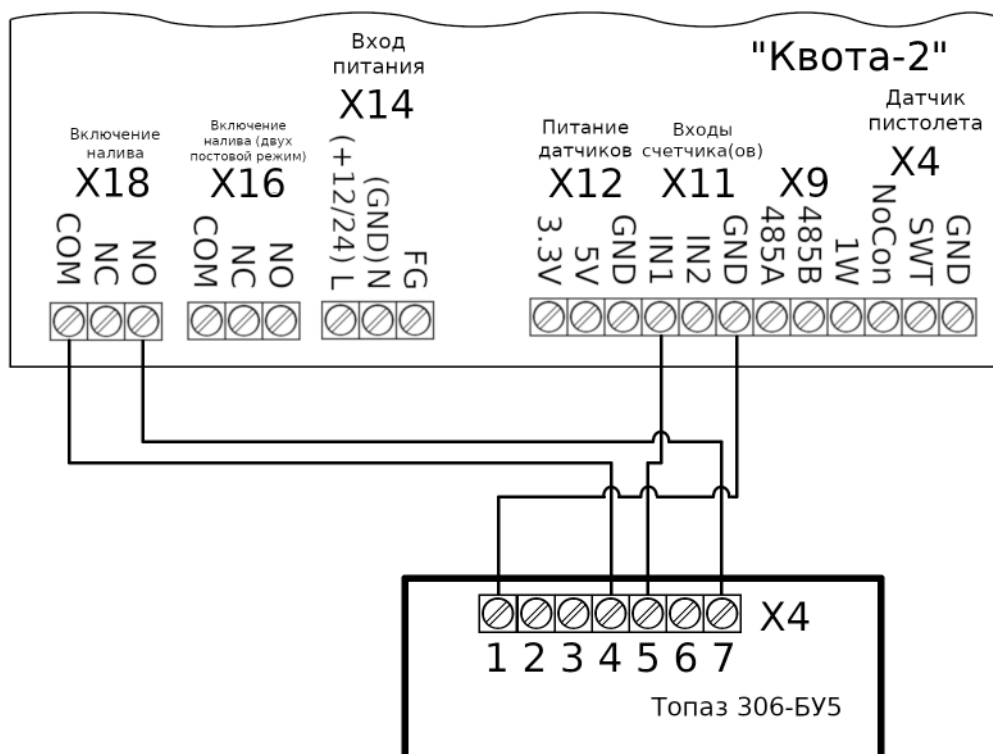 "Квота-2"
Вход
питания
X14
Включение
налива
X18
Включение
налива (двух
постовой режим)
X16
Питание
датчиков
X12
Входы
счетчика(ов)
X11
X9
Датчик
пистолета
X4
COM
NC
NO
COM
NC
NO
(+12/24) L
(GND) N
FG
3.3V
5V
GND
IN1
IN2
GND
485A
485B
1W
NoCon
SWT
GND
X4
1 2 3 4 5 6 7
Топаз 306-БУ5